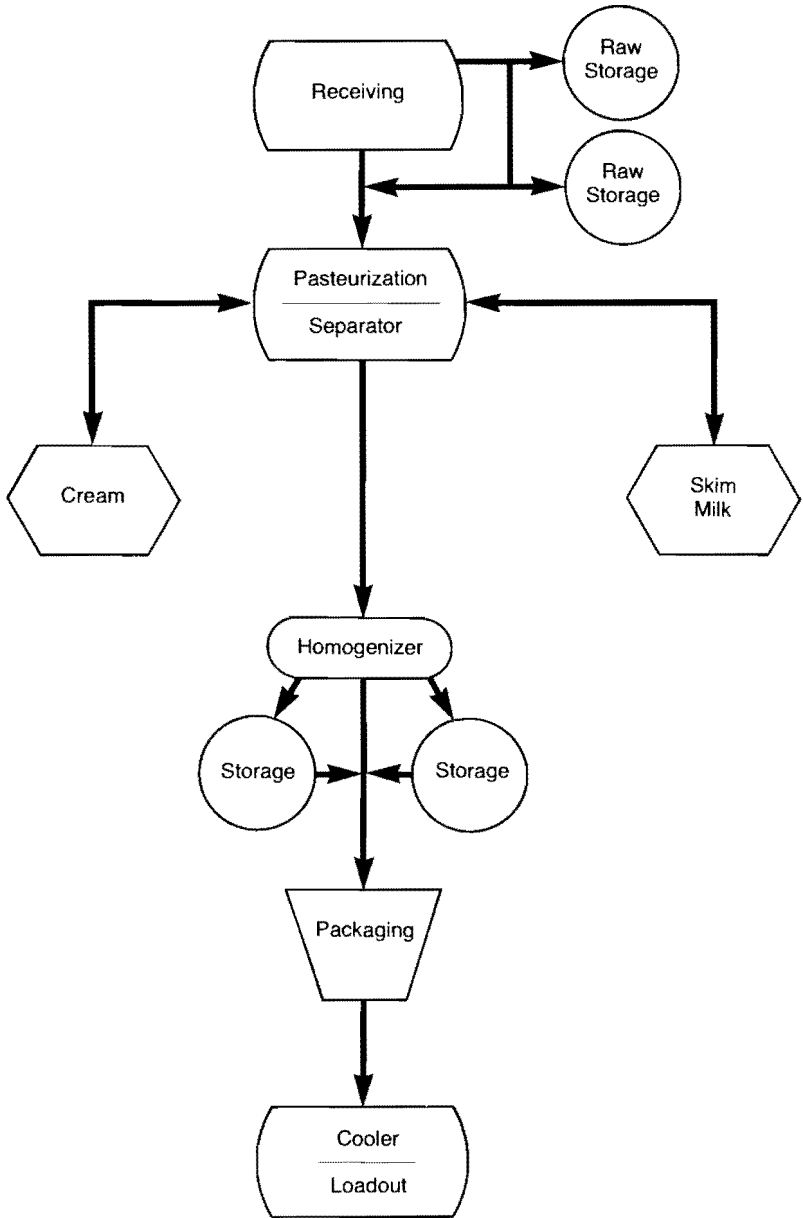 Receiving
Raw
Storage
Raw
Storage
Pasteurization
Separator
Cream
Skim
Milk
Homogenizer
Storage
Storage
Packaging
Cooler
Loadout